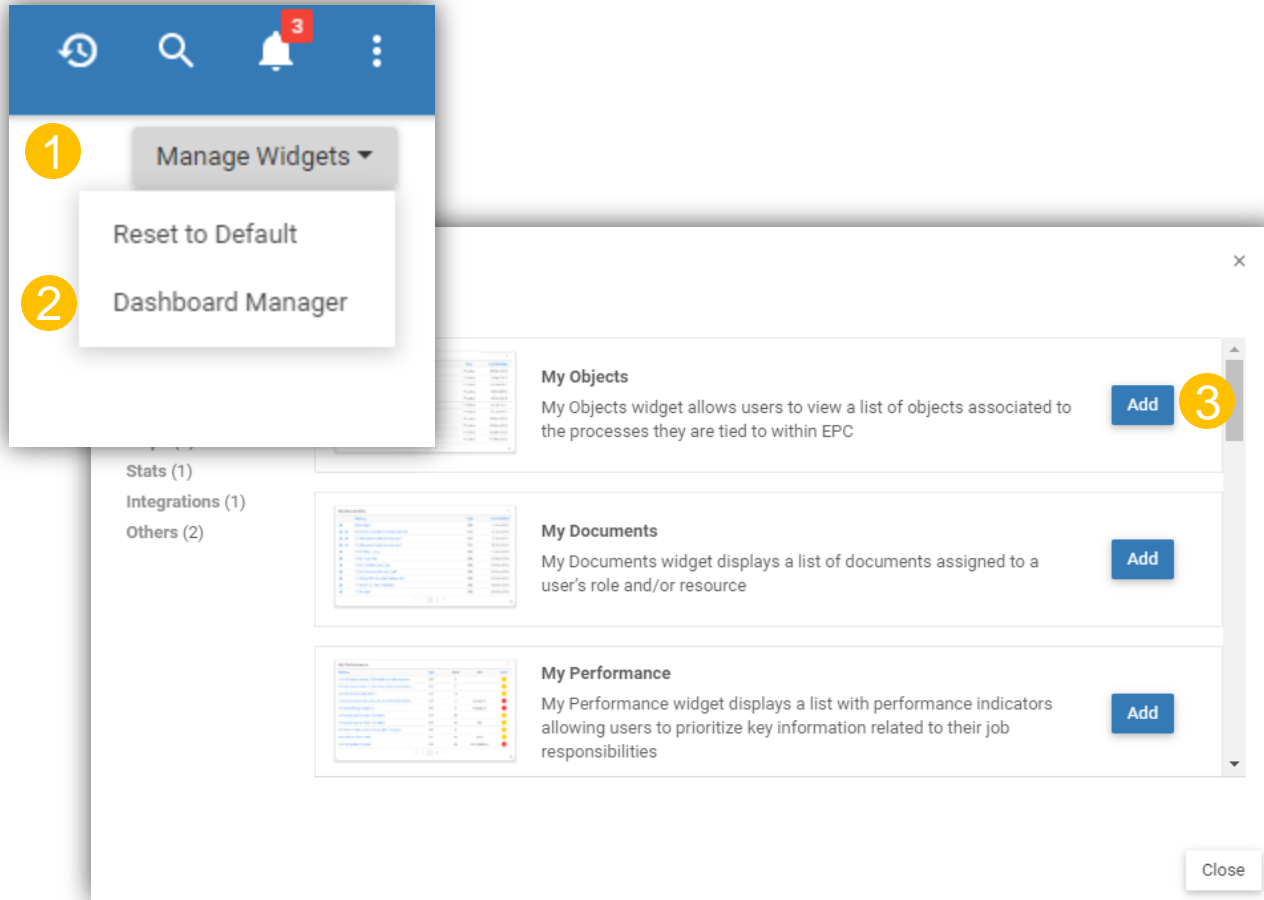 3
1
Manage Widgets
Reset to Default
2
Dashboard Manager
×
My Objects
My Objects widget allows users to view a list of objects associated to
the processes they are tied to within EPC
Add
3
Stats (1)
Integrations (1)
Others (2)
My Documents
My Documents widget displays a list of documents assigned to a
user's role and/or resource
Add
My Performance
My Performance widget displays a list with performance indicators
allowing users to prioritize key information related to their job
responsibilities
Add
Close